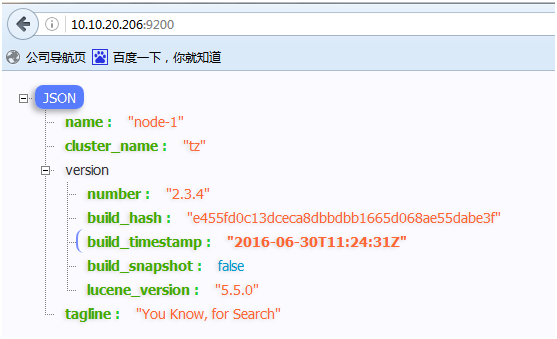 10.10.20.206:9200
公司导航页 百度一下，你就知道
JSON
name : "node-1"
cluster_name : "tz"
version
number : "2.3.4"
build_hash : "e455fd0c13dceca8dbbdbb1665d068ae55dabe3f"
build_timestamp : "2016-06-30T11:24:31Z"
build_snapshot : false
lucene_version : "5.5.0"
tagline : "You Know, for Search"